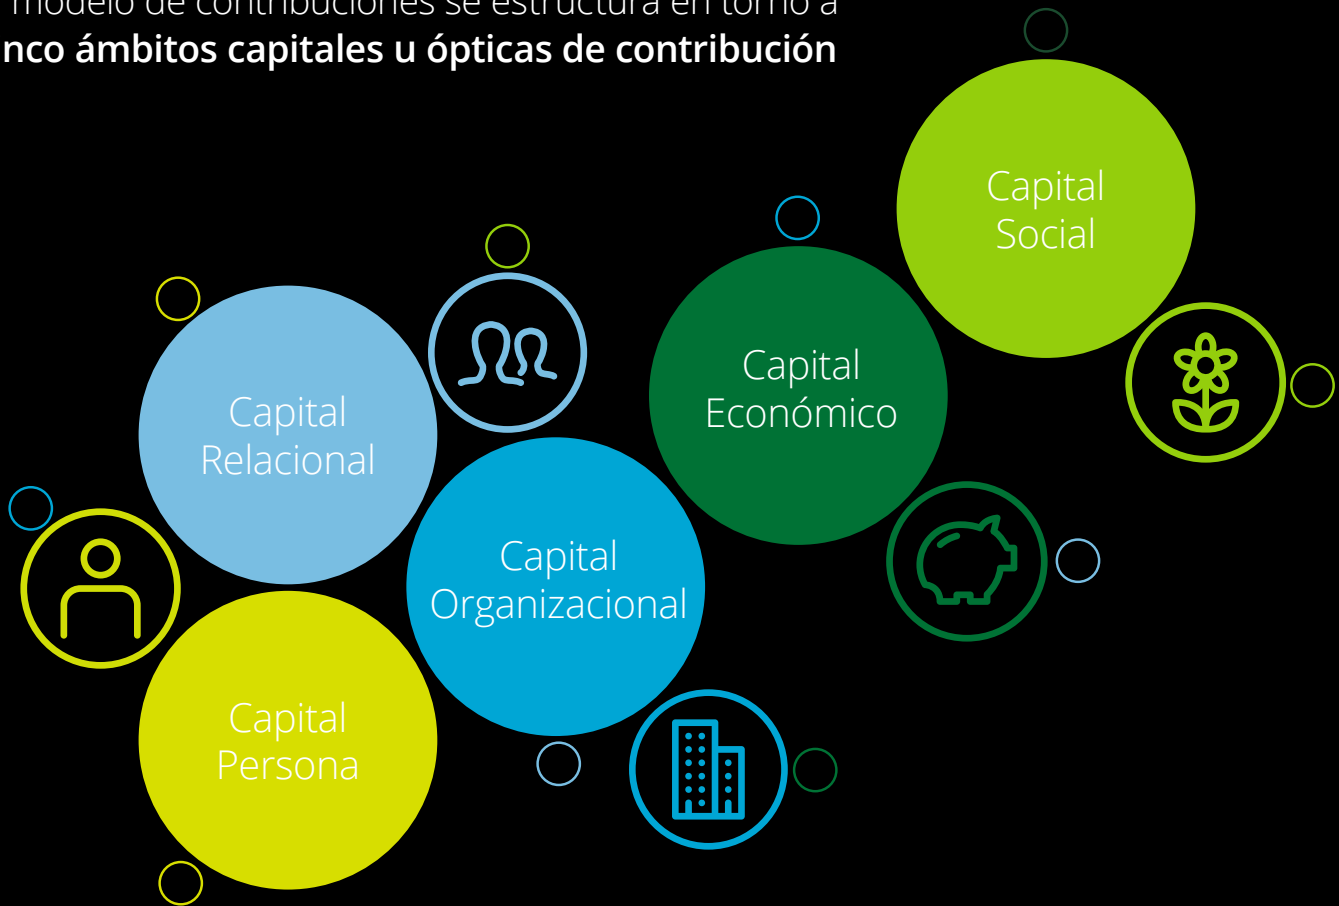 modelo de contribuciones se estructura en torno a
nco ámbitos capitales u ópticas de contribución
Capital
Social
Capital
Económico
Capital
Relacional
Capital
Organizacional
Capital
Persona